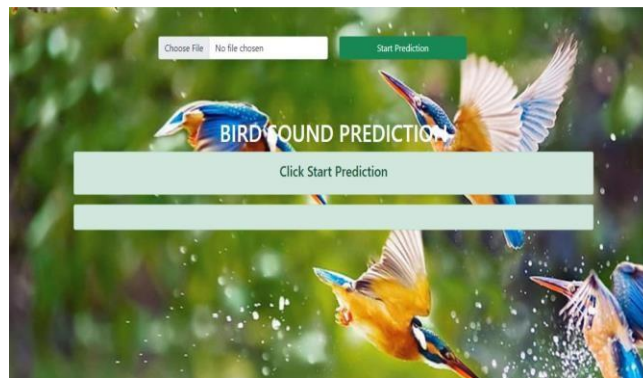 Choose File No file chosen Start Prediction
BIRD SOUND PREDICTION
Click Start Prediction